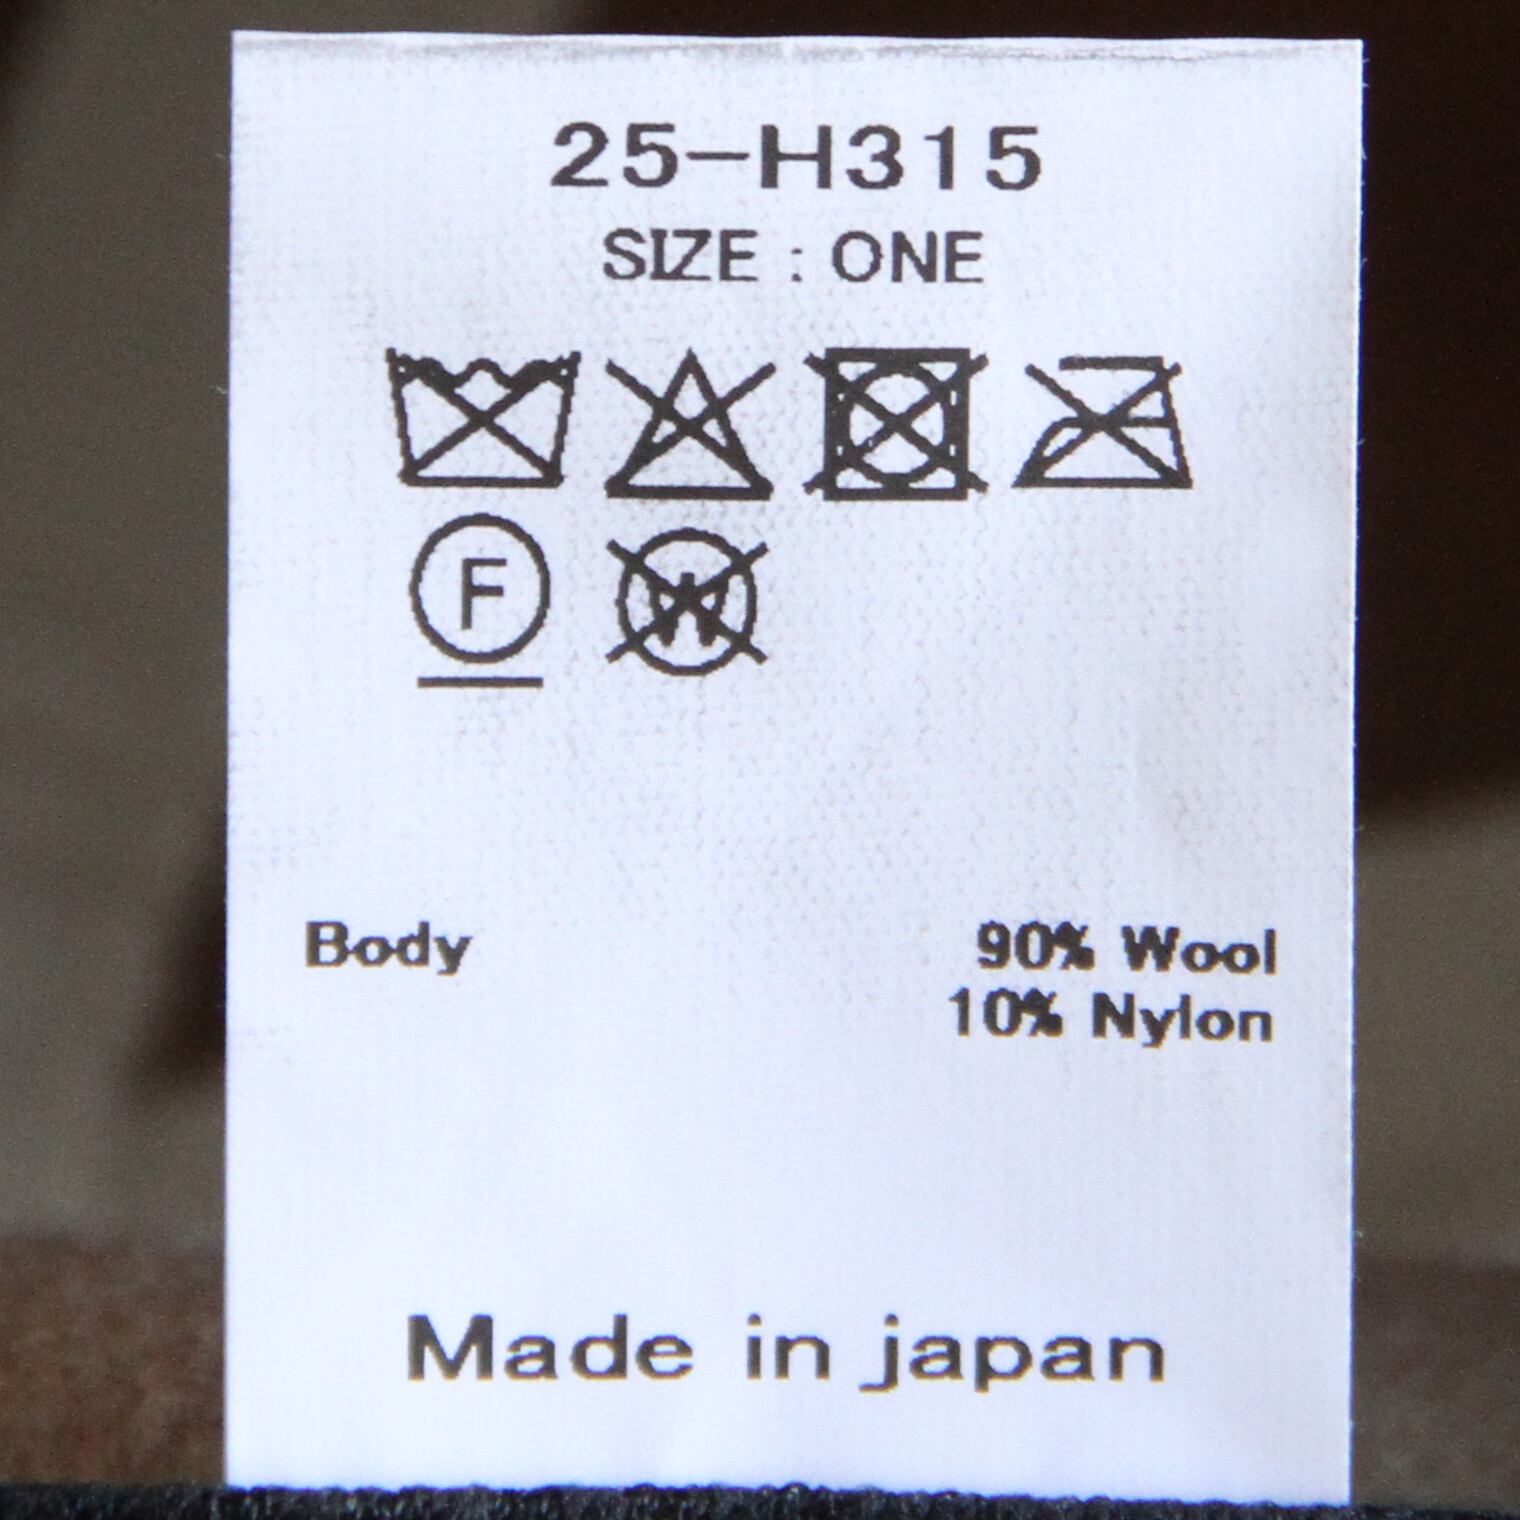 25-H315
SIZE : ONE
F
W
Body 90% Wool
10% Nylon
Made in japan